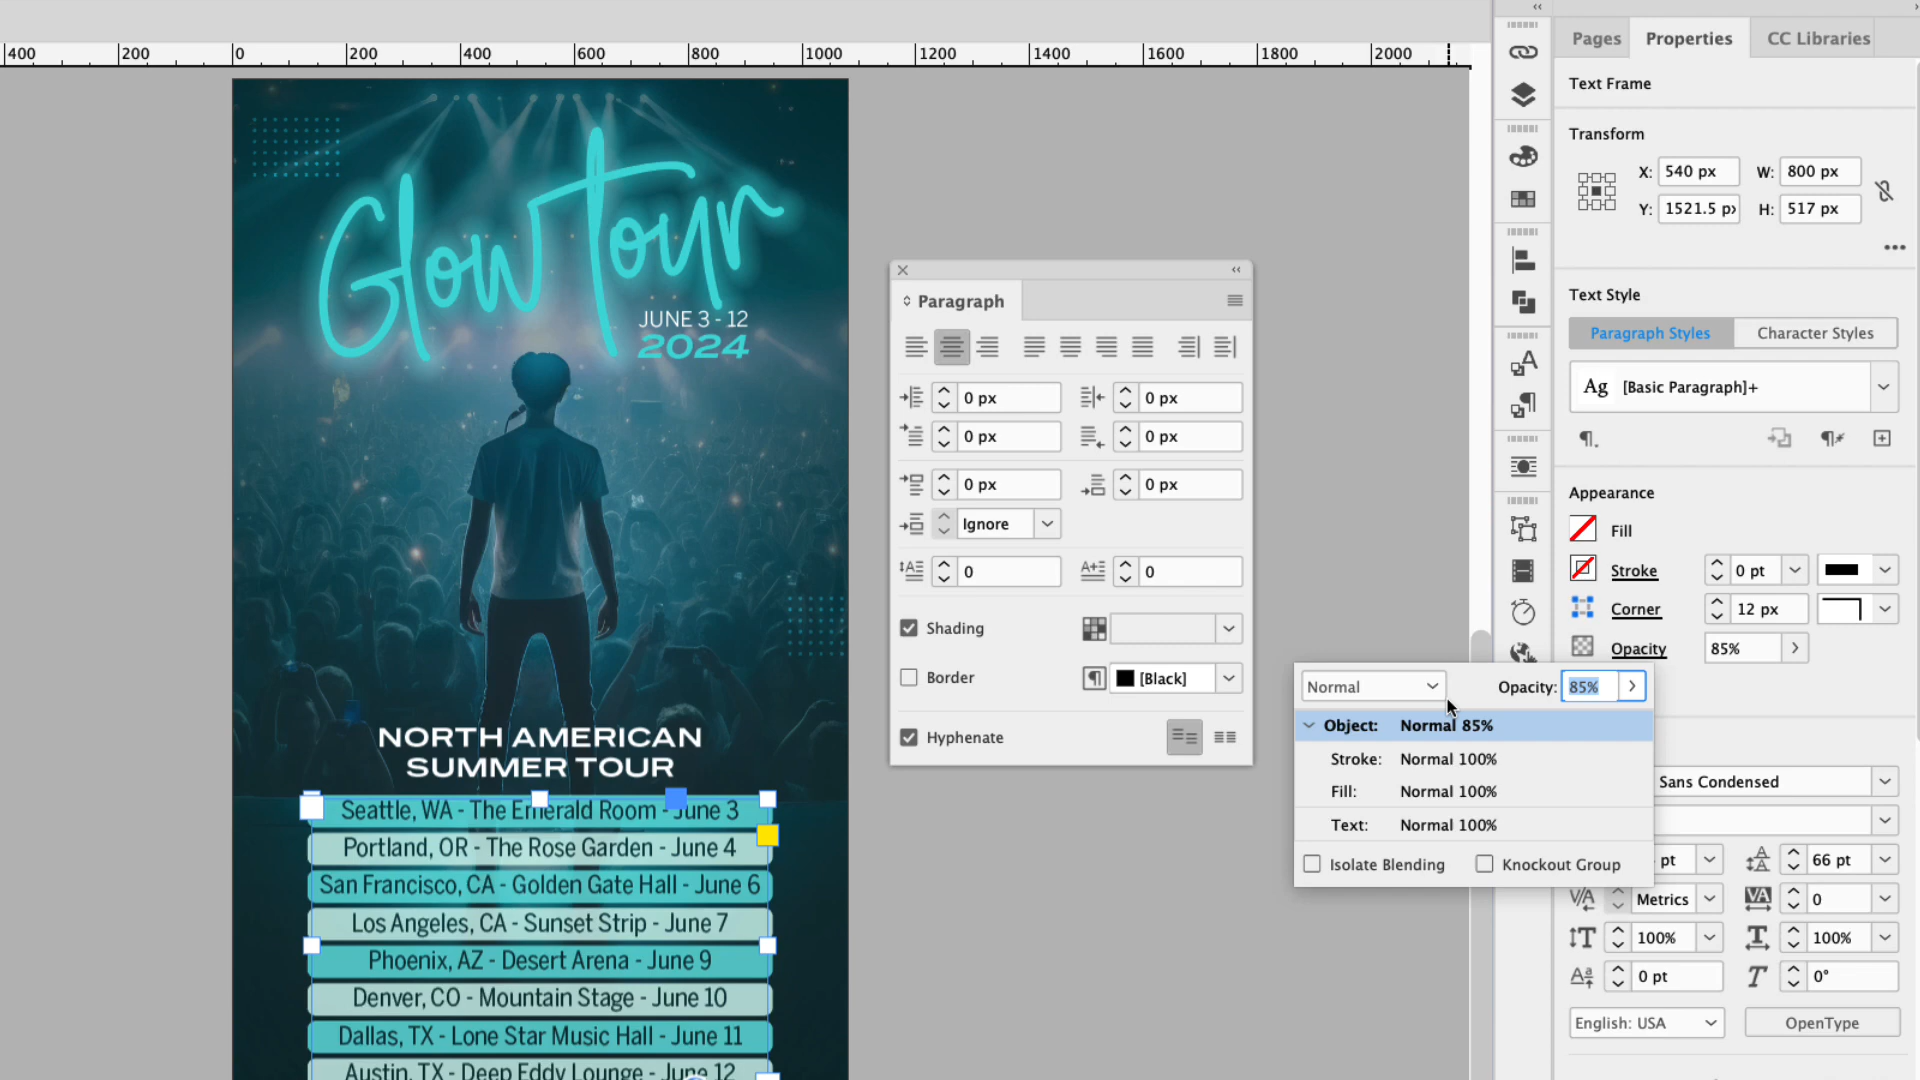 400 200 0 200 400 600 800 1000 1200 1400 1600 1800 2000
Pages Properties CC Libraries
Text Frame
Transform
X: 540 px W: 800 px
Y: 1521.5 px H: 517 px
Text Style
Paragraph Styles Character Styles
Ag [Basic Paragraph]+
Appearance
Fill
Stroke 0 pt
Corner 12 px
Opacity 85%
Normal Opacity: 85%
Object: Normal 85%
Stroke: Normal 100%
Fill: Normal 100%
Text: Normal 100%
Isolate Blending Knockout Group
Sans Condensed
pt 66 pt
Metrics 0
100% 100%
0 pt 0°
English: USA OpenType
Paragraph
0 px 0 px
0 px 0 px
0 px 0 px
Ignore
0 0
Shading
Border [Black]
Hyphenate
Glow Tour
JUNE 3 - 12
2024
NORTH AMERICAN
SUMMER TOUR
Seattle, WA - The Emerald Room - June 3
Portland, OR - The Rose Garden - June 4
San Francisco, CA - Golden Gate Hall - June 6
Los Angeles, CA - Sunset Strip - June 7
Phoenix, AZ - Desert Arena - June 9
Denver, CO - Mountain Stage - June 10
Dallas, TX - Lone Star Music Hall - June 11
Austin, TX - Deep Eddy Lounge - June 12